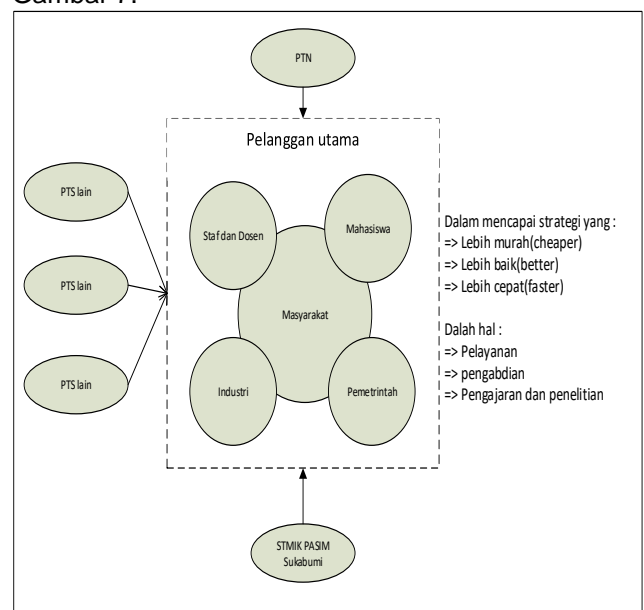 Gambar 7.
PTN
Pelanggan utama
PTS lain
PTS lain
PTS lain
Staf dan Dosen
Mahasiswa
Masyarakat
Industri
Pemetrintah
Dalam mencapai strategi yang :
=> Lebih murah(cheaper)
=> Lebih baik(better)
=> Lebih cepat(faster)
Dalah hal :
=> Pelayanan
=> pengabdian
=> Pengajaran dan penelitian
STMIK PASIM
Sukabumi